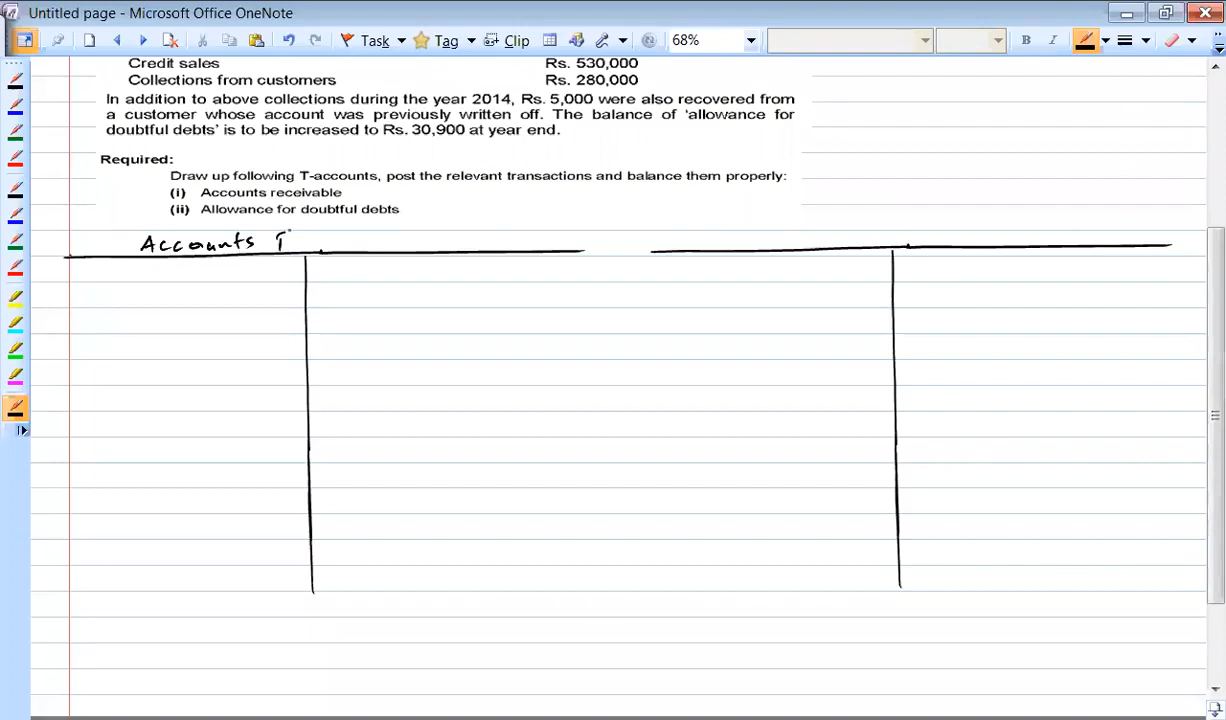 Untitled page - Microsoft Office OneNote
Task Tag Clip 68% B I
Credit sales Rs. 530,000
Collections from customers Rs. 280,000
In addition to above collections during the year 2014, Rs. 5,000 were also recovered from
a customer whose account was previously written off. The balance of ‘allowance for
doubtful debts’ is to be increased to Rs. 30,900 at year end.
Required:
Draw up following T-accounts, post the relevant transactions and balance them properly:
(i) Accounts receivable
(ii) Allowance for doubtful debts
Accounts